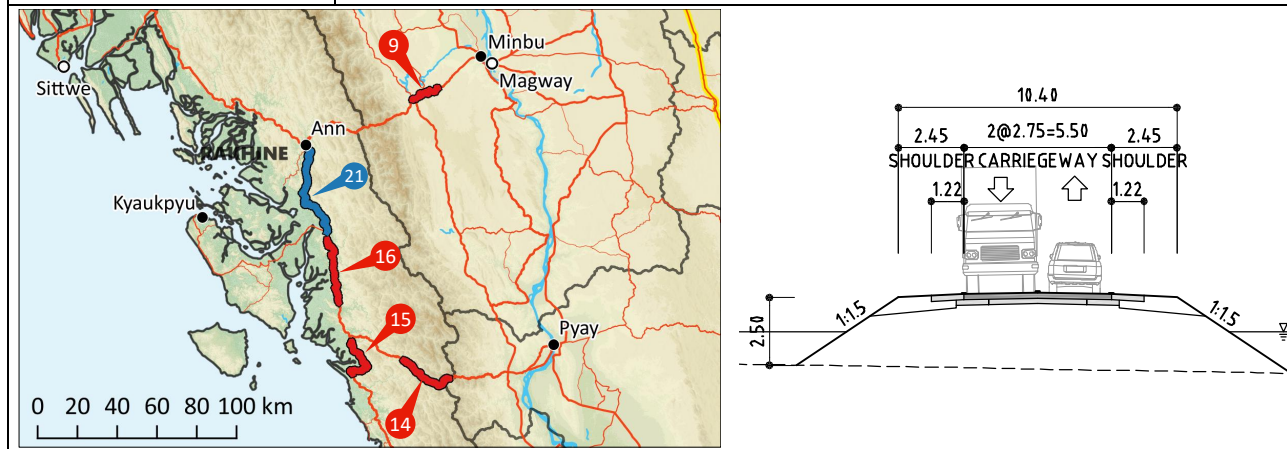 9
Minbu
Magway
Sittwe
Ann
RAKHINE
21
Kyaukpyu
16
15
Pyay
14
0 20 40 60 80 100 km
10.40
2.45 2@2.75=5.50 2.45
SHOULDER CARRIEGEWAY SHOULDER
1.22 1.22
1:1.5 1:1.5
2.50